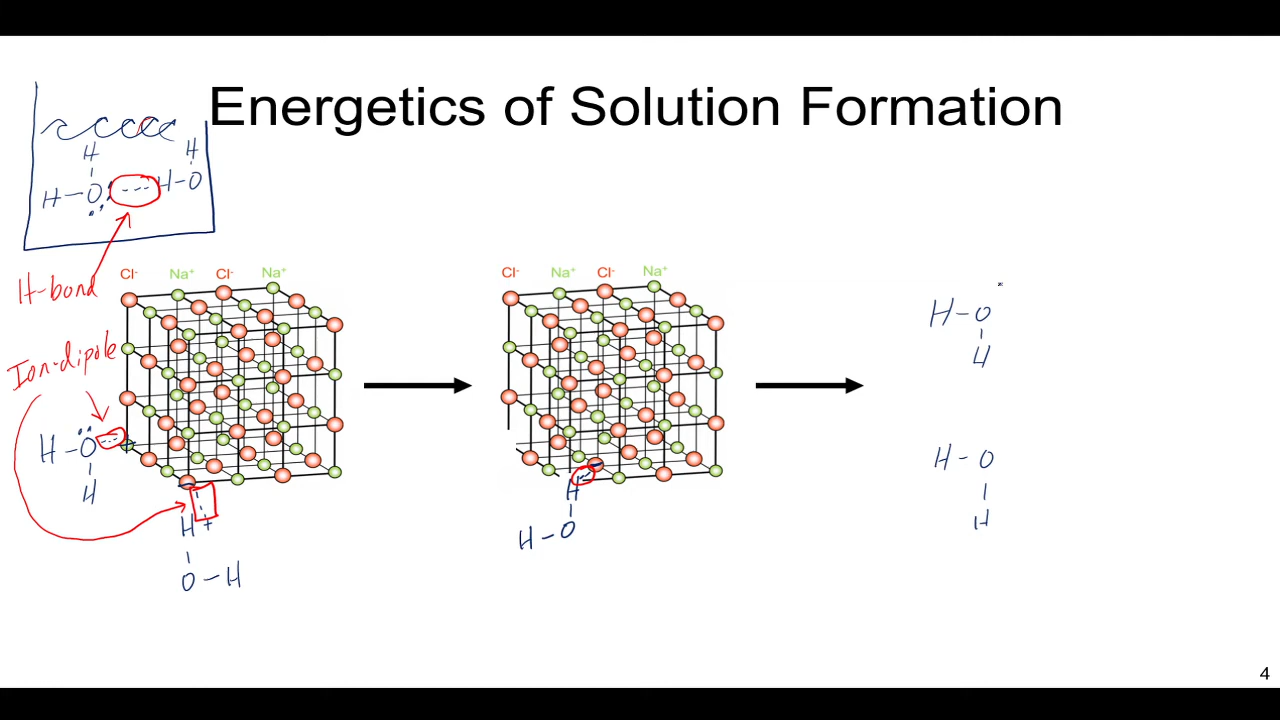 Energetics of Solution Formation
H H
H-O: --- H-O
H-bond
Cl- Na+ Cl- Na+
Cl- Na+ Cl- Na+
Ion-dipole
H-O
H
H-O
H
H +
O-H
H
H-O
H-O
H
4